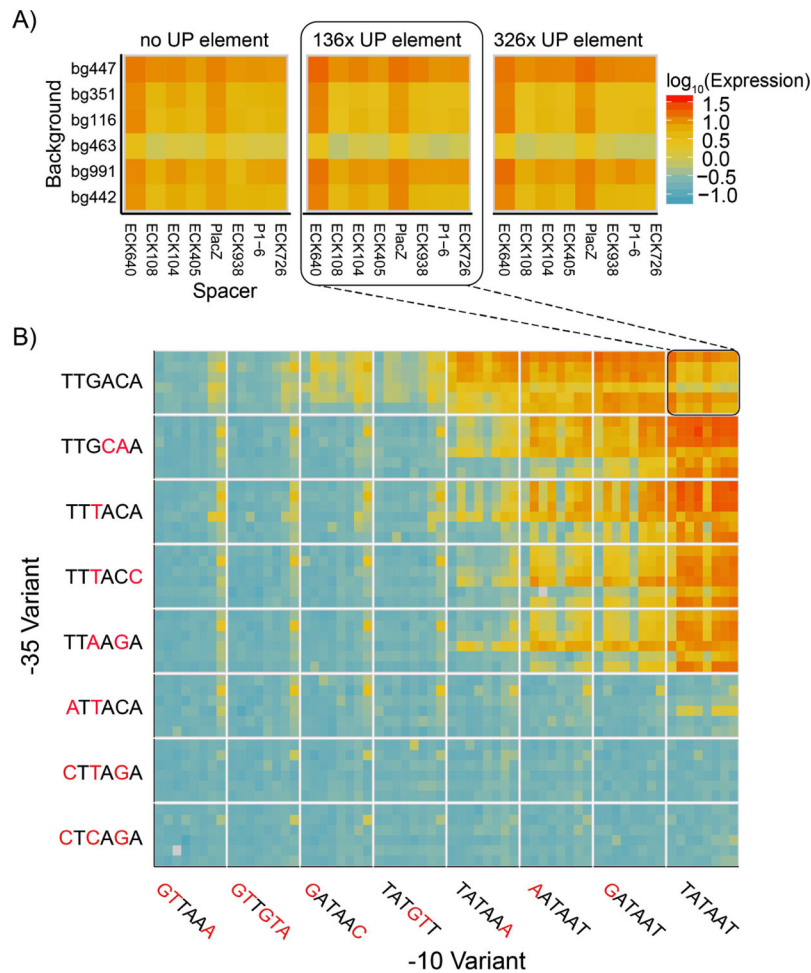 A)
no UP element
136x UP element
326x UP element
log10(Expression)
1.5
1.0
0.5
0.0
−0.5
−1.0
Background
bg447
bg351
bg116
bg463
bg991
bg442
ECK640
ECK108
ECK104
ECK405
PlacZ
ECK938
P1−6
ECK726
ECK640
ECK108
ECK104
ECK405
PlacZ
ECK938
P1−6
ECK726
ECK640
ECK108
ECK104
ECK405
PlacZ
ECK938
P1−6
ECK726
Spacer
B)
-35 Variant
TTGACA
TTGCAA
TTTACA
TTTACC
TTAAGA
ATTACA
CTTAGA
CTCAGA
GTTAAA
GTTGTA
GATAAC
TATGTT
TATAAA
AATAAT
GATAAT
TATAAT
-10 Variant